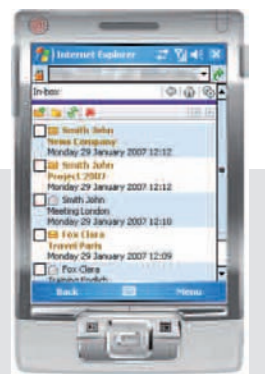 Internet Explorer
In-box
Smith John
News Company
Monday 29 January 2007 12:12
Smith John
Project 2007
Monday 29 January 2007 12:12
Smith John
Meeting London
Monday 29 January 2007 12:10
Fox Clara
Travel Paris
Monday 29 January 2007 12:09
Fox Clara
Training English
Back Menu